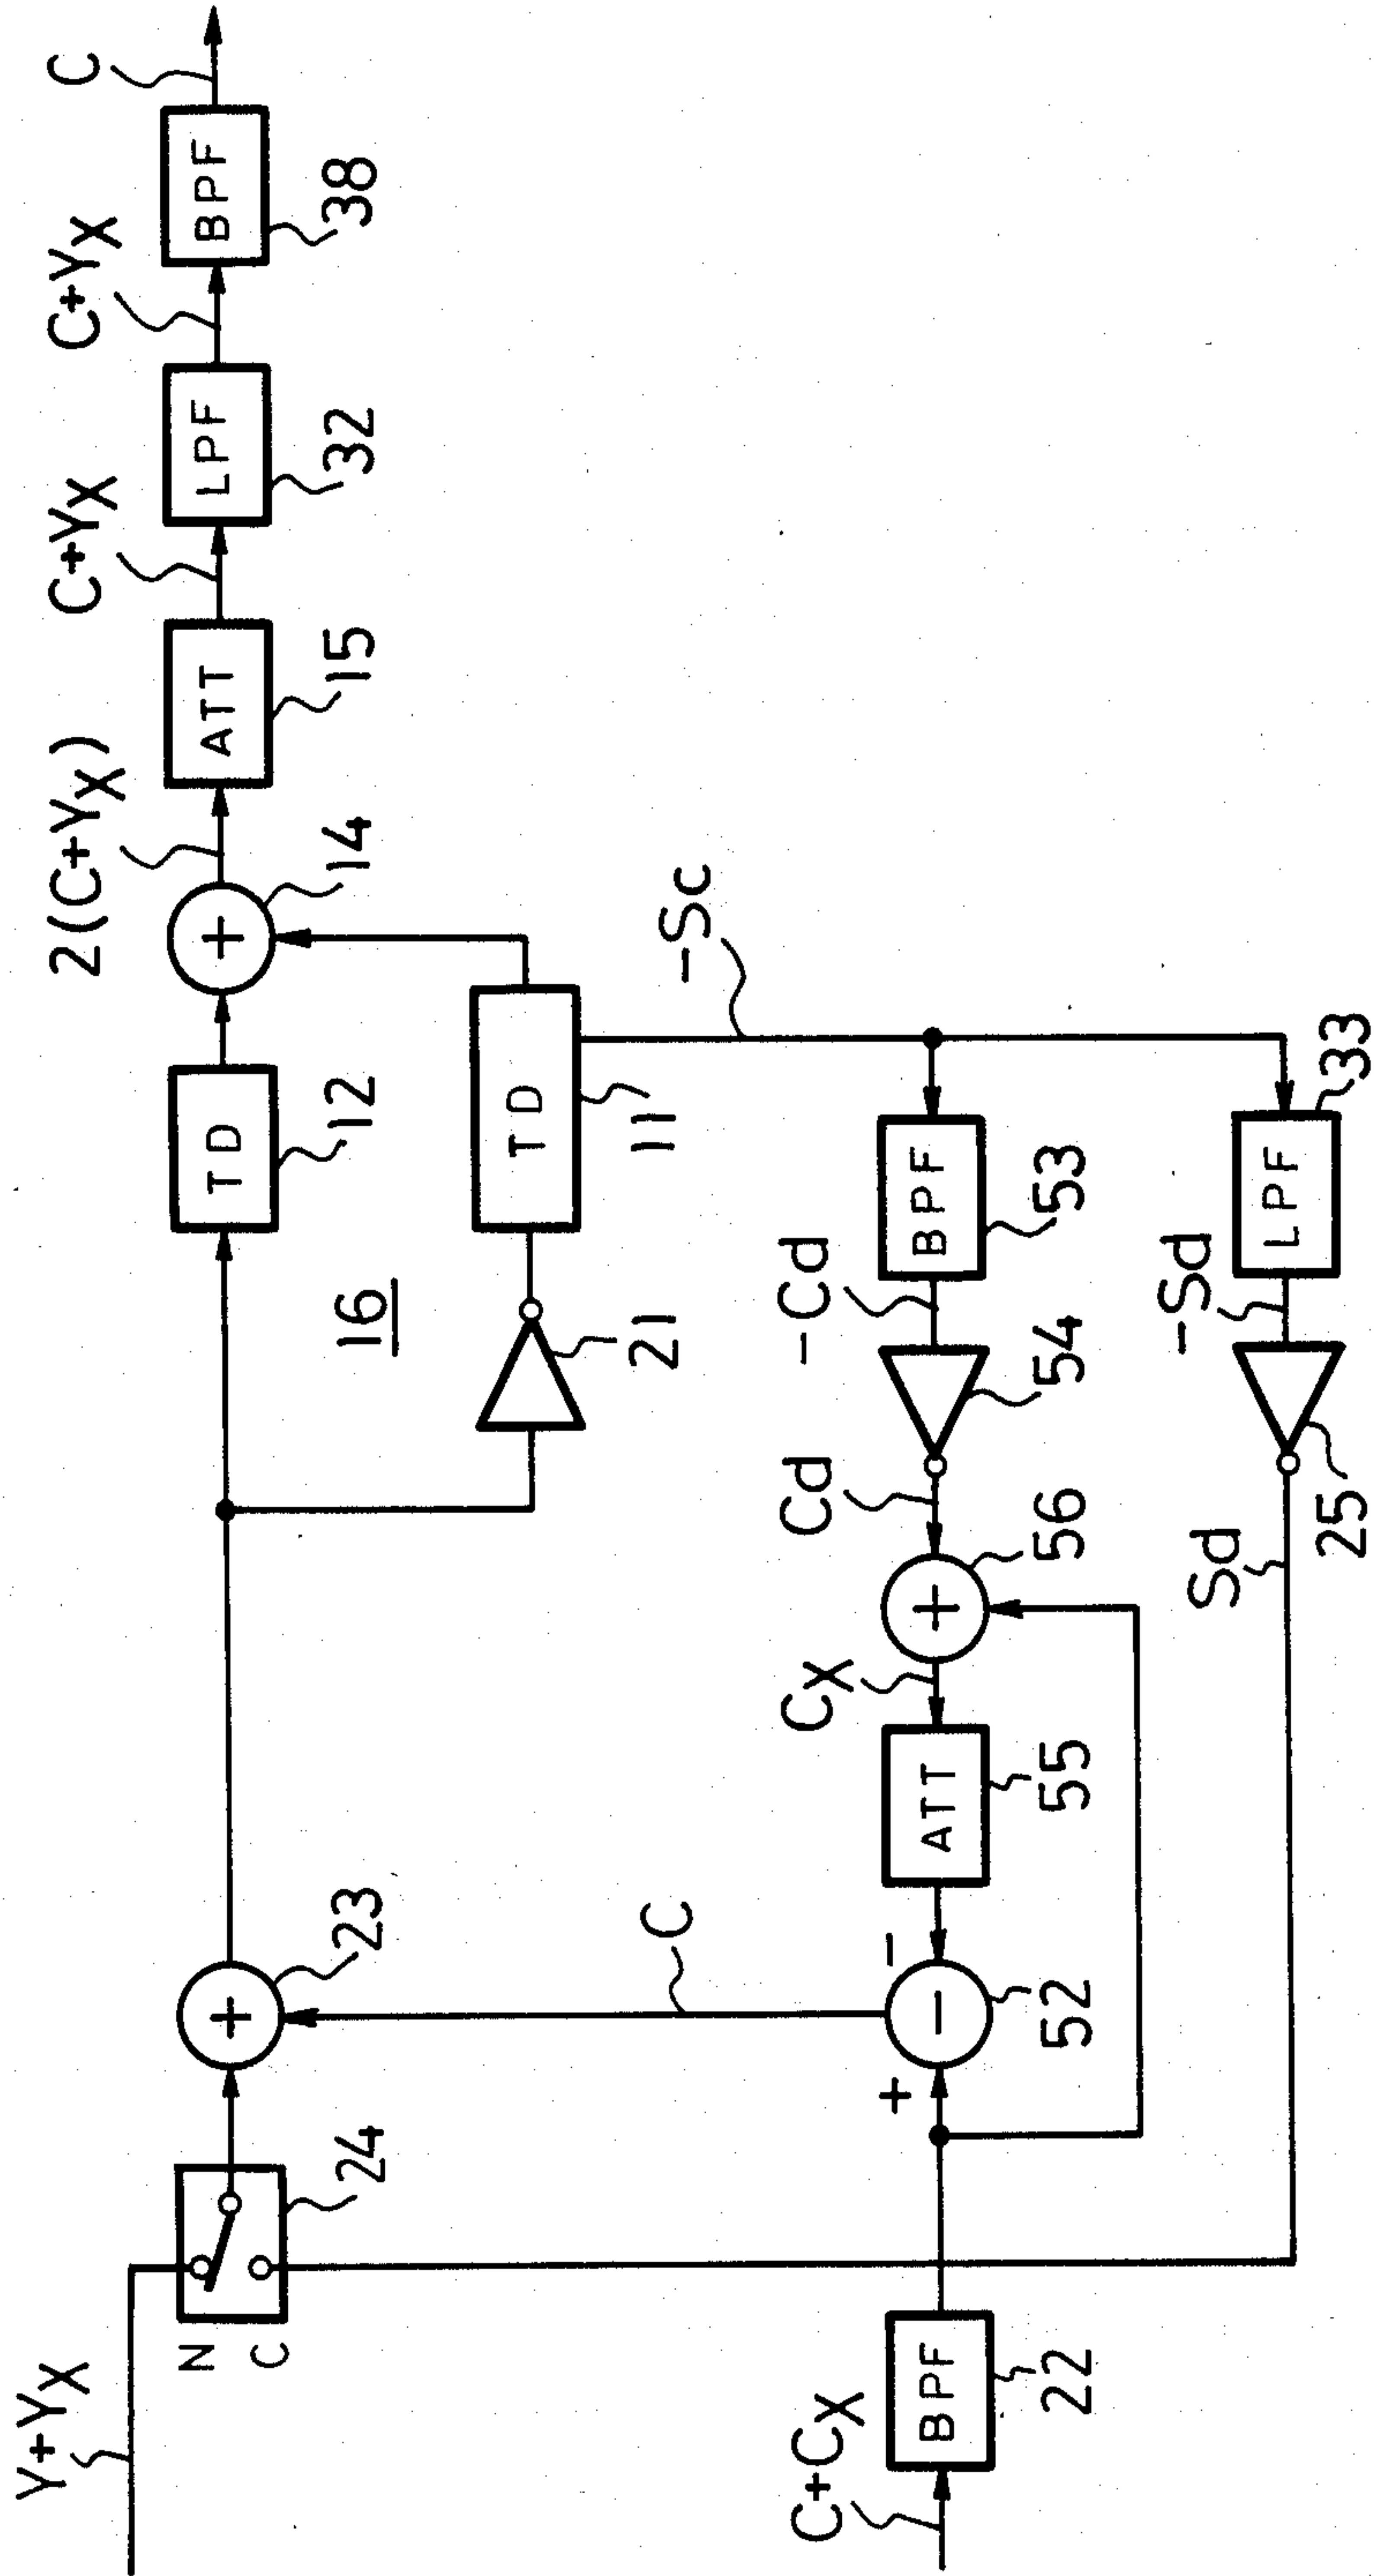 Y+YX
N
C
24
23
TD
12
+
14
2(C+YX)
ATT
15
C+YX
LPF
32
C+YX
BPF
38
C
16
21
TD
11
-Sc
C
C+CX
BPF
22
+
-
-
52
ATT
55
CX
+
56
Cd
54
-Cd
BPF
53
Sd
25
-Sd
LPF
33
+